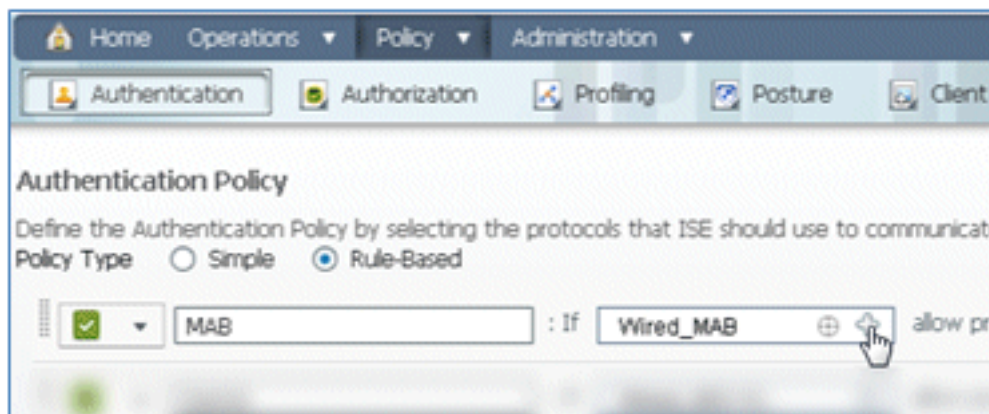 Home Operations Policy Administration
Authentication Authorization Profiling Posture Client
Authentication Policy
Define the Authentication Policy by selecting the protocols that ISE should use to communicat
Policy Type Simple Rule-Based
MAB : If Wired_MAB allow pr